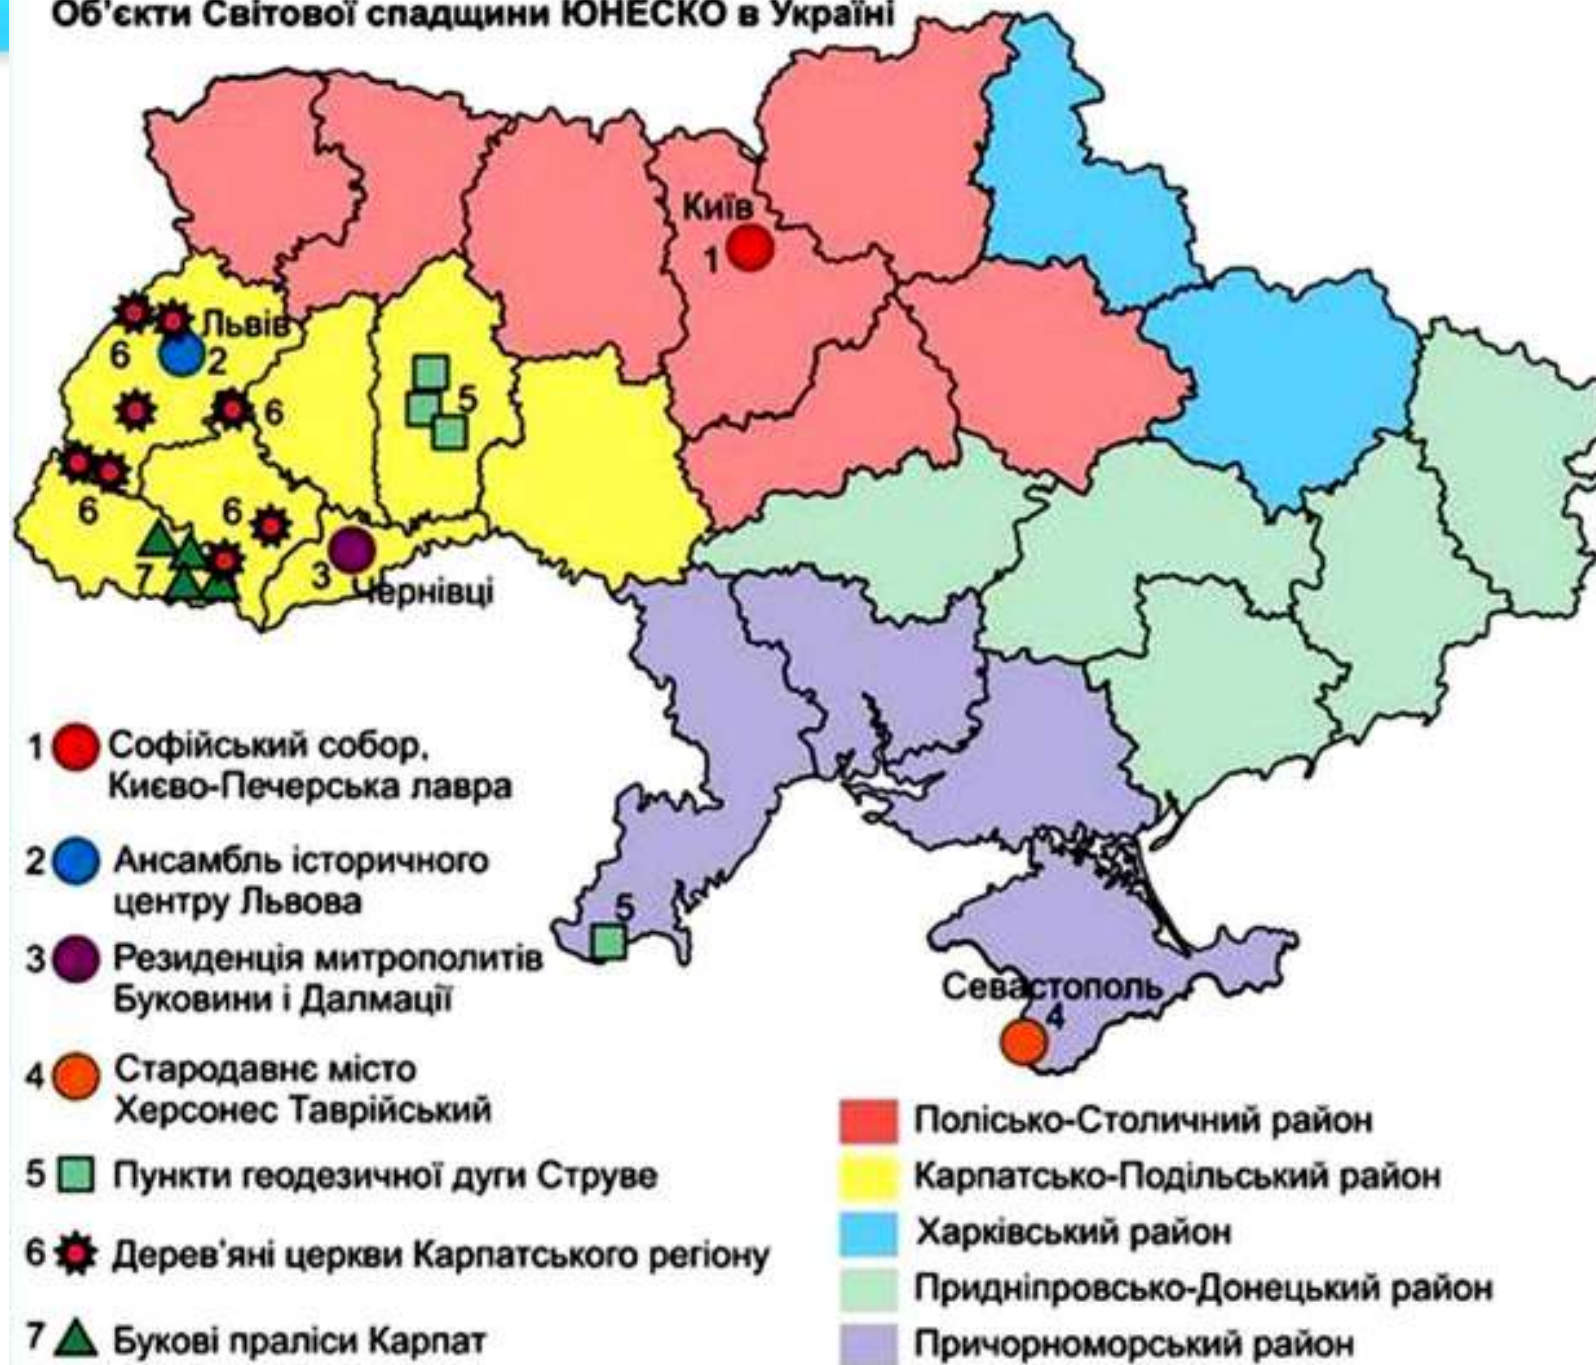 Об'єкти Світової спадщини ЮНЕСКО в Україні
Київ
1
Львів
6
2
6
5
6
6
7
3
Чернівці
5
Севастополь
4
1 Софійський собор,
Києво-Печерська лавра
2 Ансамбль історичного
центру Львова
3 Резиденція митрополитів
Буковини і Далмації
4 Стародавнє місто
Херсонес Таврійський
5 Пункти геодезичної дуги Струве
6 Дерев'яні церкви Карпатського регіону
7 Букові праліси Карпат
Полісько-Столичний район
Карпатсько-Подільський район
Харківський район
Придніпровсько-Донецький район
Причорноморський район